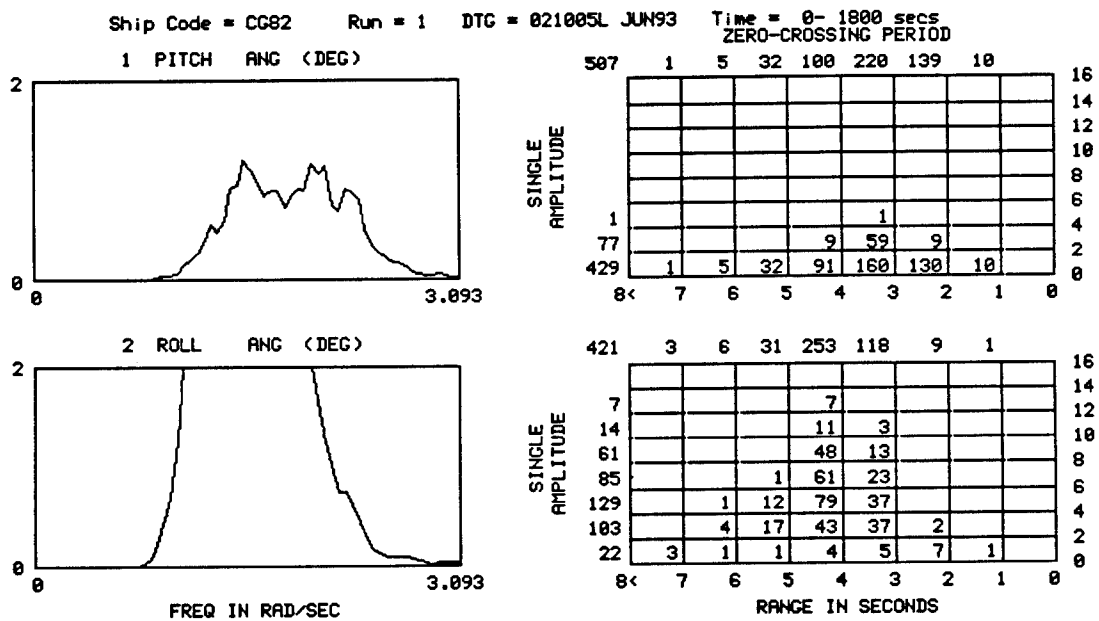 Ship Code = CG82 Run = 1 DTG = 021005L JUN93 Time = 0- 1800 secs
ZERO-CROSSING PERIOD
1 PITCH ANG (DEG)
2
0
0 3.093
507 1 5 32 100 220 139 10
SINGLE AMPLITUDE
16
14
12
10
8
6
1 1 4
77 9 59 9 2
429 1 5 32 91 160 130 10 0
8< 7 6 5 4 3 2 1 0
2 ROLL ANG (DEG)
2
0
0 3.093
FREQ IN RAD/SEC
421 3 6 31 253 118 9 1
SINGLE AMPLITUDE
16
14
7 7 12
14 11 3 10
61 48 13 8
85 1 61 23 6
129 1 12 79 37 4
103 4 17 43 37 2 2
22 3 1 1 4 5 7 1 0
8< 7 6 5 4 3 2 1 0
RANGE IN SECONDS